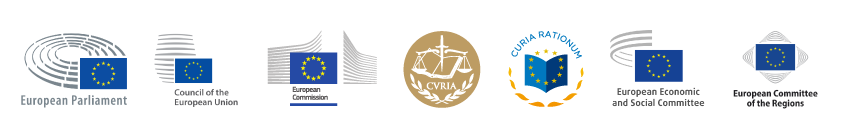 European Parliament
Council of the
European Union
European
Commission
CVRIA
CURIA RATIONUM
European Economic
and Social Committee
European Committee
of the Regions